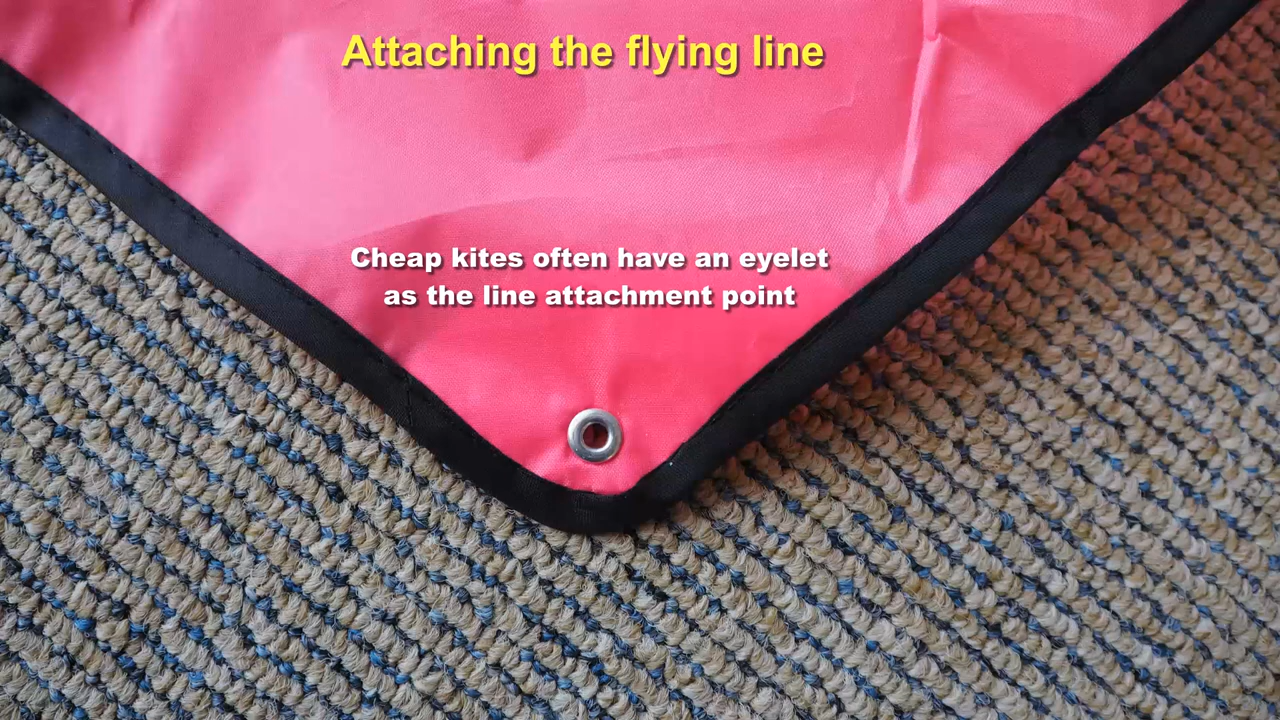 Attaching the flying line
Cheap kites often have an eyelet
as the line attachment point